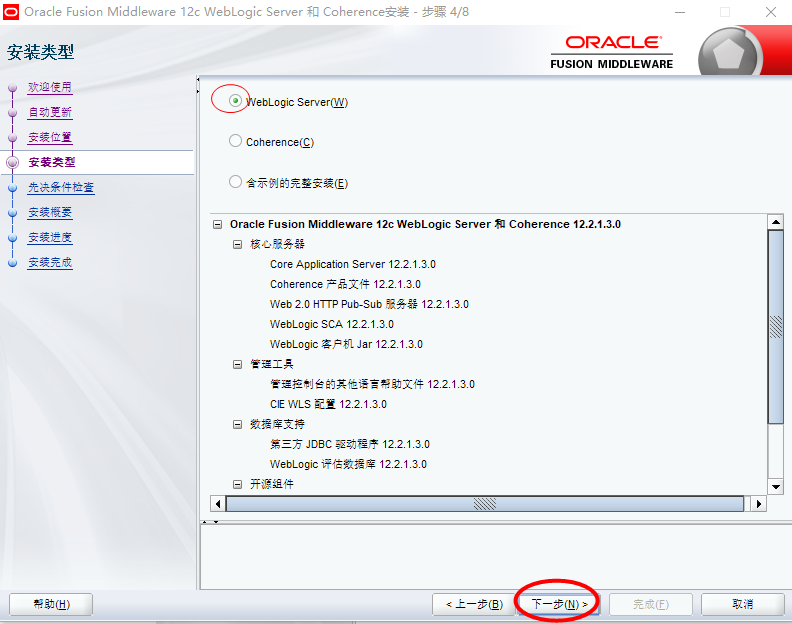 Oracle Fusion Middleware 12c WebLogic Server 和 Coherence安装 - 步骤 4/8
安装类型
ORACLE
FUSION MIDDLEWARE
欢迎使用
自动更新
安装位置
安装类型
先决条件检查
安装概要
安装进度
安装完成
WebLogic Server(W)
Coherence(C)
含示例的完整安装(E)
Oracle Fusion Middleware 12c WebLogic Server 和 Coherence 12.2.1.3.0
核心服务器
Core Application Server 12.2.1.3.0
Coherence 产品文件 12.2.1.3.0
Web 2.0 HTTP Pub-Sub 服务器 12.2.1.3.0
WebLogic SCA 12.2.1.3.0
WebLogic 客户机 Jar 12.2.1.3.0
管理工具
管理控制台的其他语言帮助文件 12.2.1.3.0
CIE WLS 配置 12.2.1.3.0
数据库支持
第三方 JDBC 驱动程序 12.2.1.3.0
WebLogic 评估数据库 12.2.1.3.0
开源组件
帮助(H)
< 上一步(B)
下一步(N) >
完成(F)
取消